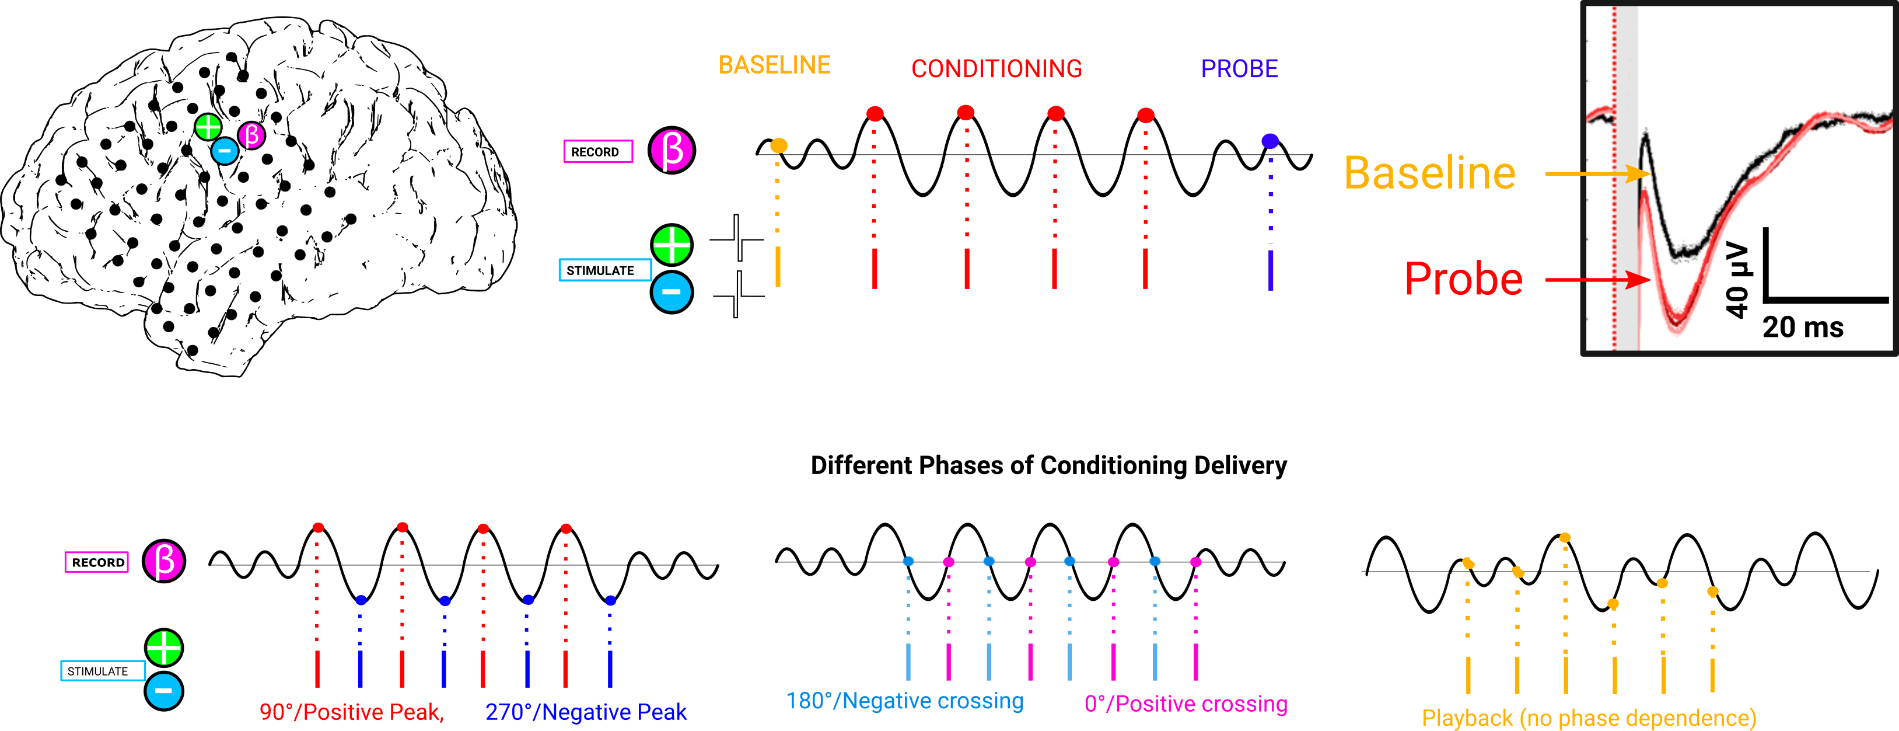 BASELINE
CONDITIONING
PROBE
+
β
−
RECORD
β
STIMULATE
+
−
Baseline
Probe
40 µV
20 ms
Different Phases of Conditioning Delivery
RECORD
β
STIMULATE
+
−
90°/Positive Peak,
270°/Negative Peak
180°/Negative crossing
0°/Positive crossing
Playback (no phase dependence)